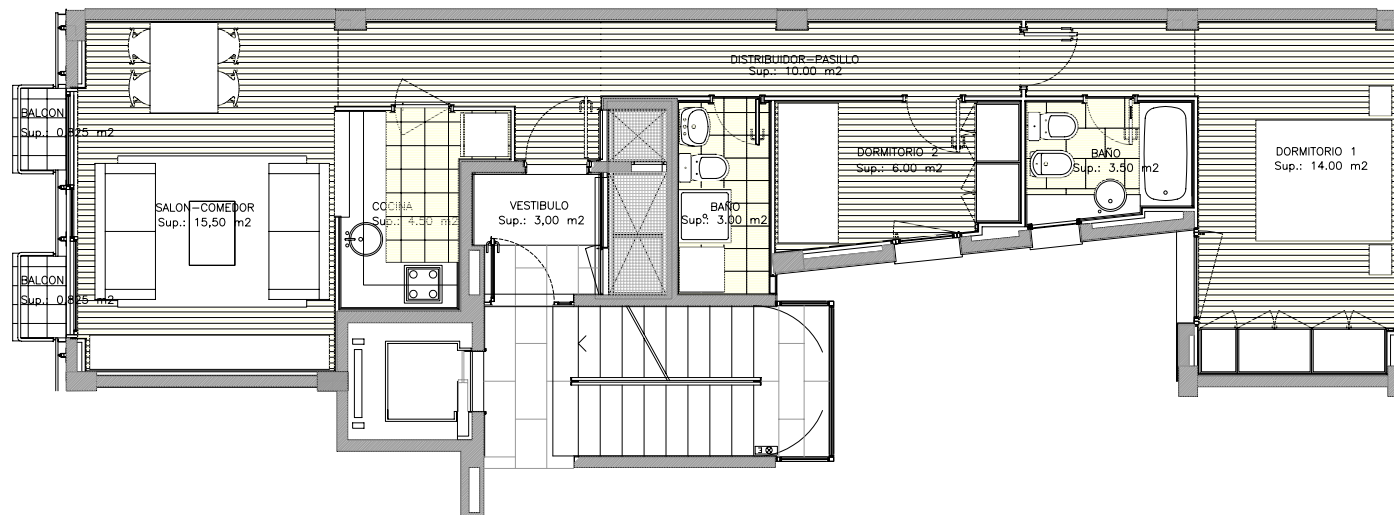 DISTRIBUIDOR-PASILLO
Sup.: 10.00 m2
BALCON
Sup.: 0,825 m2
DORMITORIO 2
Sup.: 6.00 m2
BAÑO
Sup.: 3.50 m2
DORMITORIO 1
Sup.: 14.00 m2
SALON-COMEDOR
Sup.: 15,50 m2
COCINA
Sup.: 4.50 m2
VESTIBULO
Sup.: 3,00 m2
BAÑO
Sup.: 3.00 m2
BALCON
Sup.: 0,825 m2